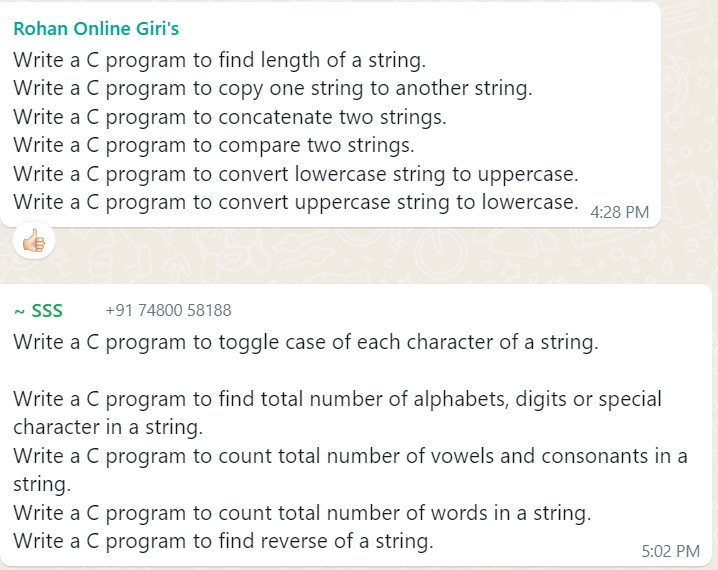 Rohan Online Giri's
Write a C program to find length of a string.
Write a C program to copy one string to another string.
Write a C program to concatenate two strings.
Write a C program to compare two strings.
Write a C program to convert lowercase string to uppercase.
Write a C program to convert uppercase string to lowercase.
4:28 PM
~ SSS +91 74800 58188
Write a C program to toggle case of each character of a string.
Write a C program to find total number of alphabets, digits or special
character in a string.
Write a C program to count total number of vowels and consonants in a
string.
Write a C program to count total number of words in a string.
Write a C program to find reverse of a string.
5:02 PM